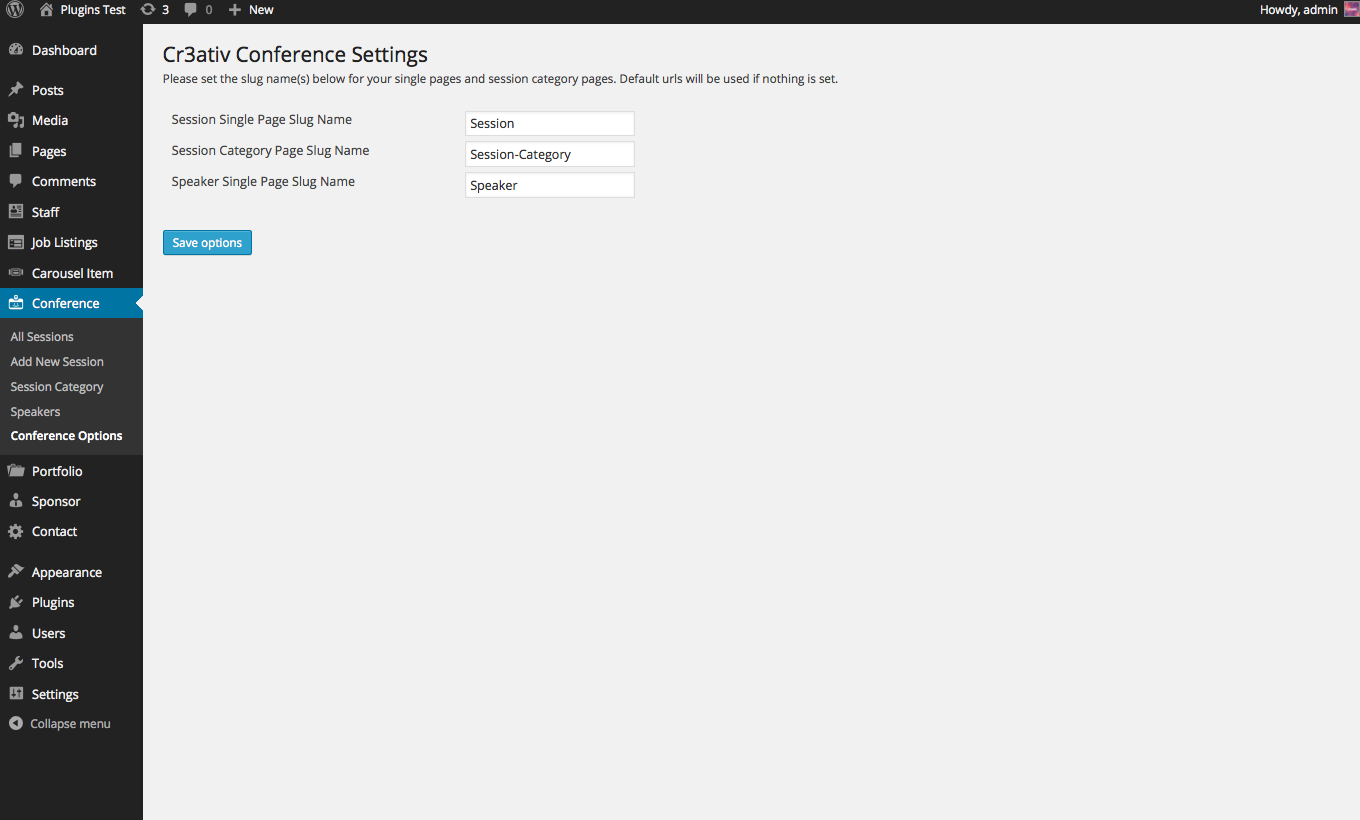 Plugins Test 3 0 New Howdy, admin
Dashboard
Posts
Media
Pages
Comments
Staff
Job Listings
Carousel Item
Conference
All Sessions
Add New Session
Session Category
Speakers
Conference Options
Portfolio
Sponsor
Contact
Appearance
Plugins
Users
Tools
Settings
Collapse menu
Cr3ativ Conference Settings
Please set the slug name(s) below for your single pages and session category pages. Default urls will be used if nothing is set.
Session Single Page Slug Name Session
Session Category Page Slug Name Session-Category
Speaker Single Page Slug Name Speaker
Save options